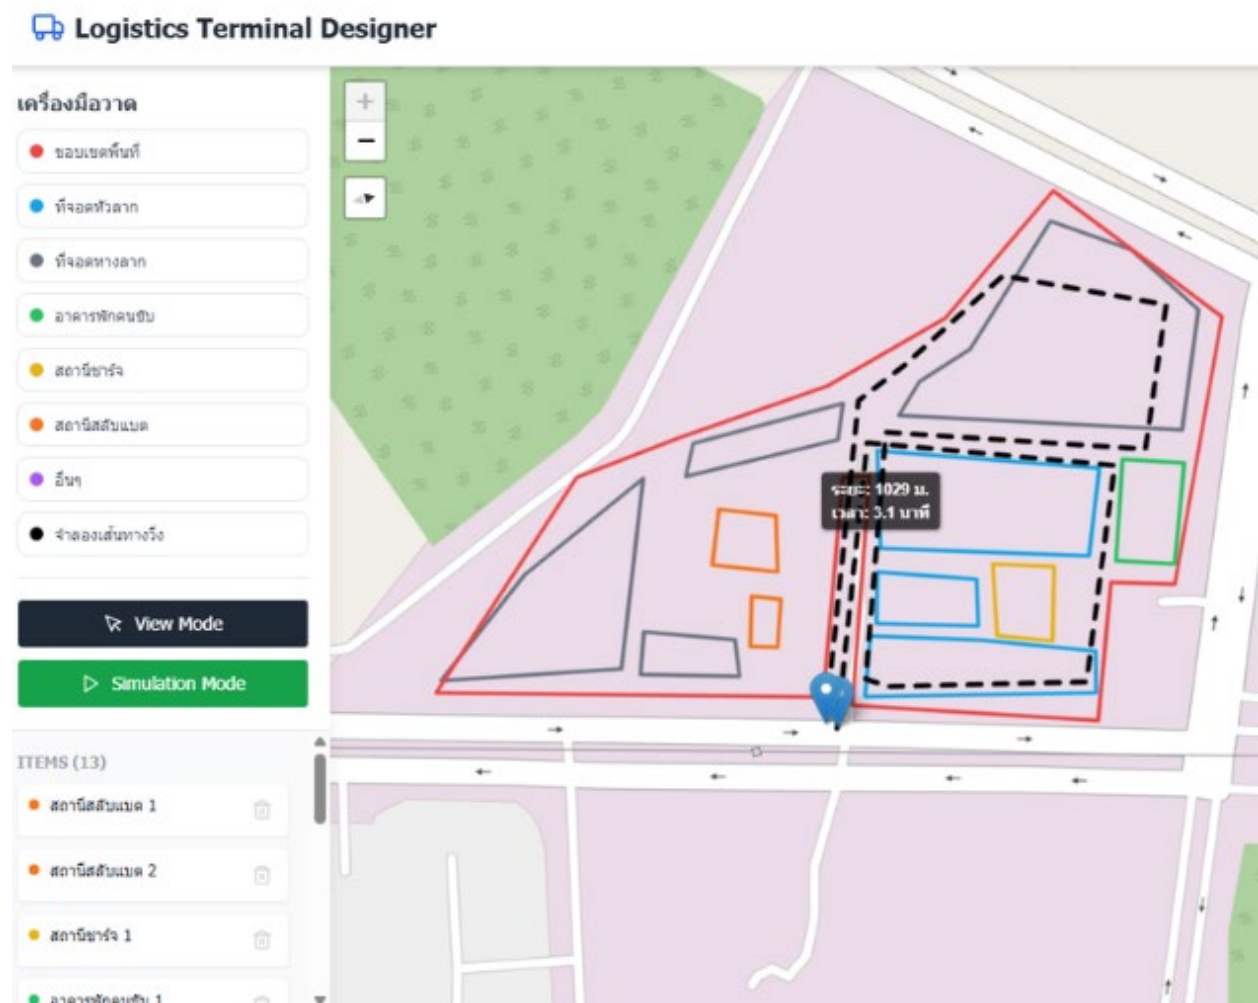 Logistics Terminal Designer
เครื่องมือวาด
ขอบเขตพื้นที่
ที่จอดหัวลาก
ที่จอดหางลาก
อาคารพักคนขับ
สถานีชาร์จ
สถานีสลับแบต
อื่นๆ
จำลองเส้นทางวิ่ง
View Mode
Simulation Mode
ITEMS (13)
สถานีสลับแบต 1
สถานีสลับแบต 2
สถานีชาร์จ 1
อาคารพักคนขับ 1
+
−
ระยะ: 1029 ม.
เวลา: 3.1 นาที